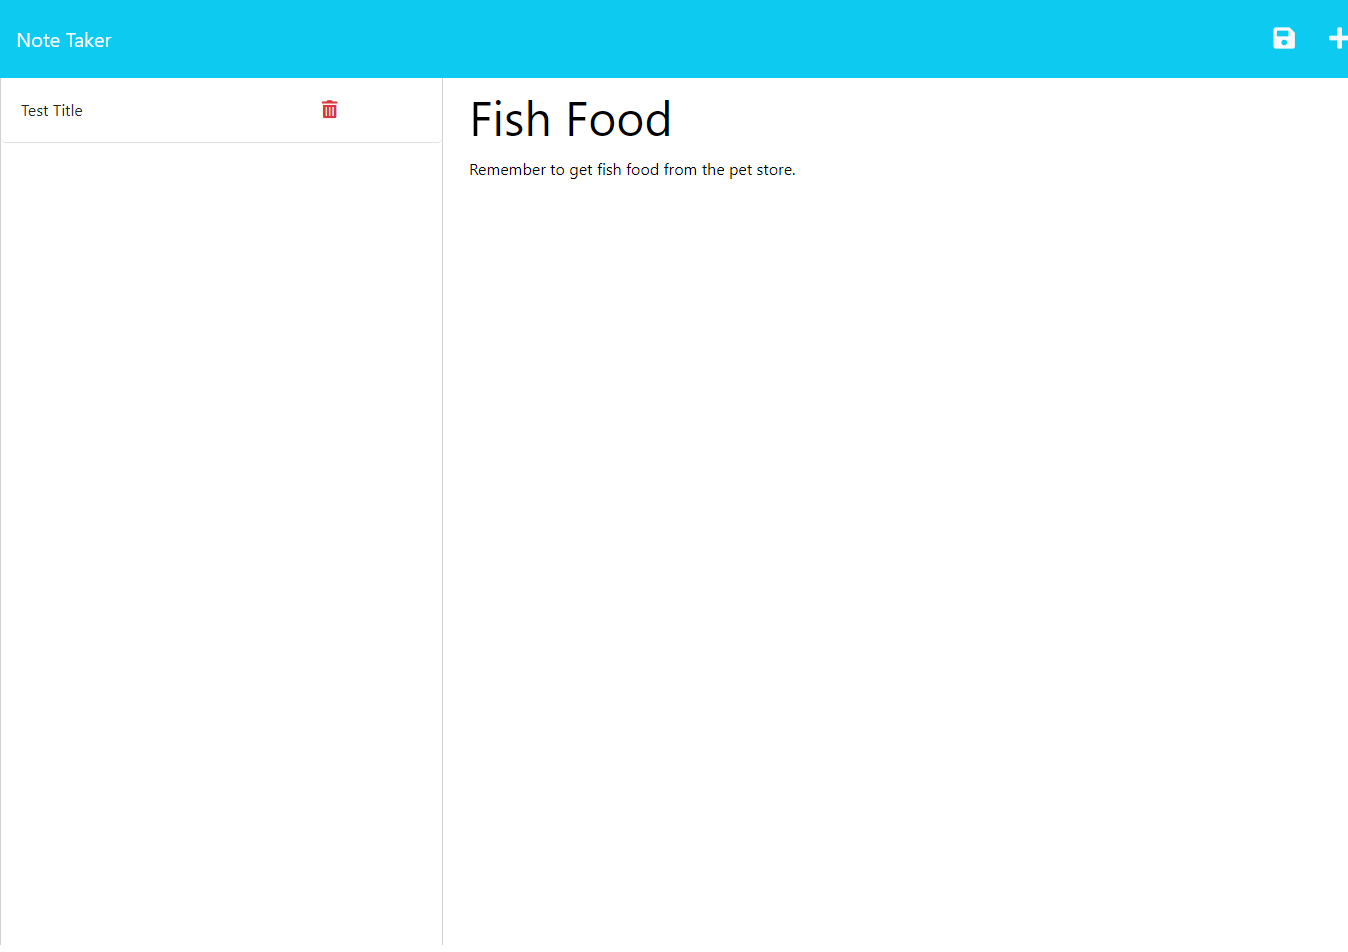 Note Taker
Test Title
Fish Food
Remember to get fish food from the pet store.